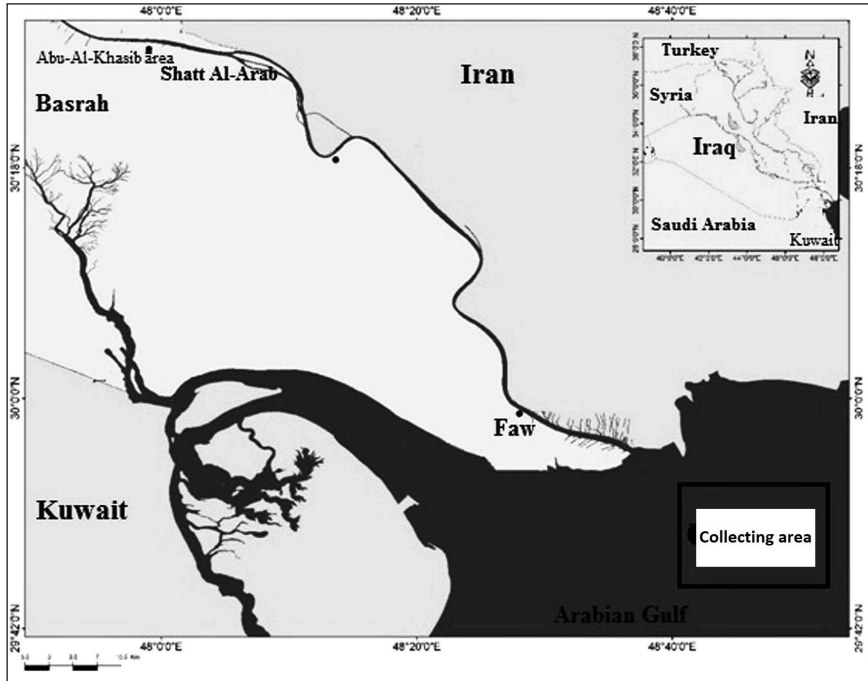 48°0'0"E 48°20'0"E 48°40'0"E
Abu-Al-Khasib area
Shatt Al-Arab
Iran
Basrah
Turkey
N
Syria
Iran
Iraq
Saudi Arabia
Kuwait
30°18'0"N
30°18'0"N
30°0'0"N
30°0'0"N
Faw
Kuwait
Collecting area
Arabian Gulf
29°42'0"N
29°42'0"N
48°0'0"E 48°20'0"E 48°40'0"E